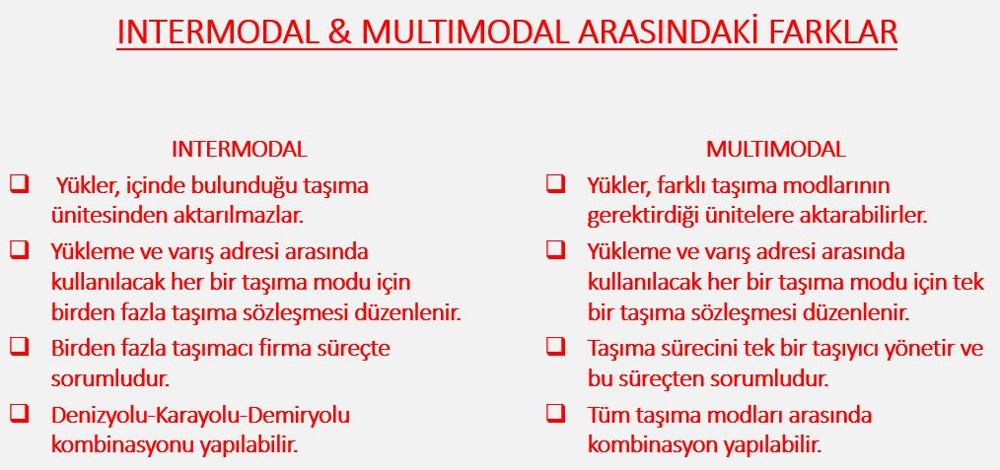 INTERMODAL & MULTIMODAL ARASINDAKİ FARKLAR
INTERMODAL
Yükler, içinde bulunduğu taşıma
ünitesinden aktarılmazlar.
Yükleme ve varış adresi arasında
kullanılacak her bir taşıma modu için
birden fazla taşıma sözleşmesi düzenlenir.
Birden fazla taşımacı firma süreçte
sorumludur.
Denizyolu-Karayolu-Demiryolu
kombinasyonu yapılabilir.
MULTIMODAL
Yükler, farklı taşıma modlarının
gerektirdiği ünitelere aktarabilirler.
Yükleme ve varış adresi arasında
kullanılacak her bir taşıma modu için tek
bir taşıma sözleşmesi düzenlenir.
Taşıma sürecini tek bir taşıyıcı yönetir ve
bu süreçten sorumludur.
Tüm taşıma modları arasında
kombinasyon yapılabilir.